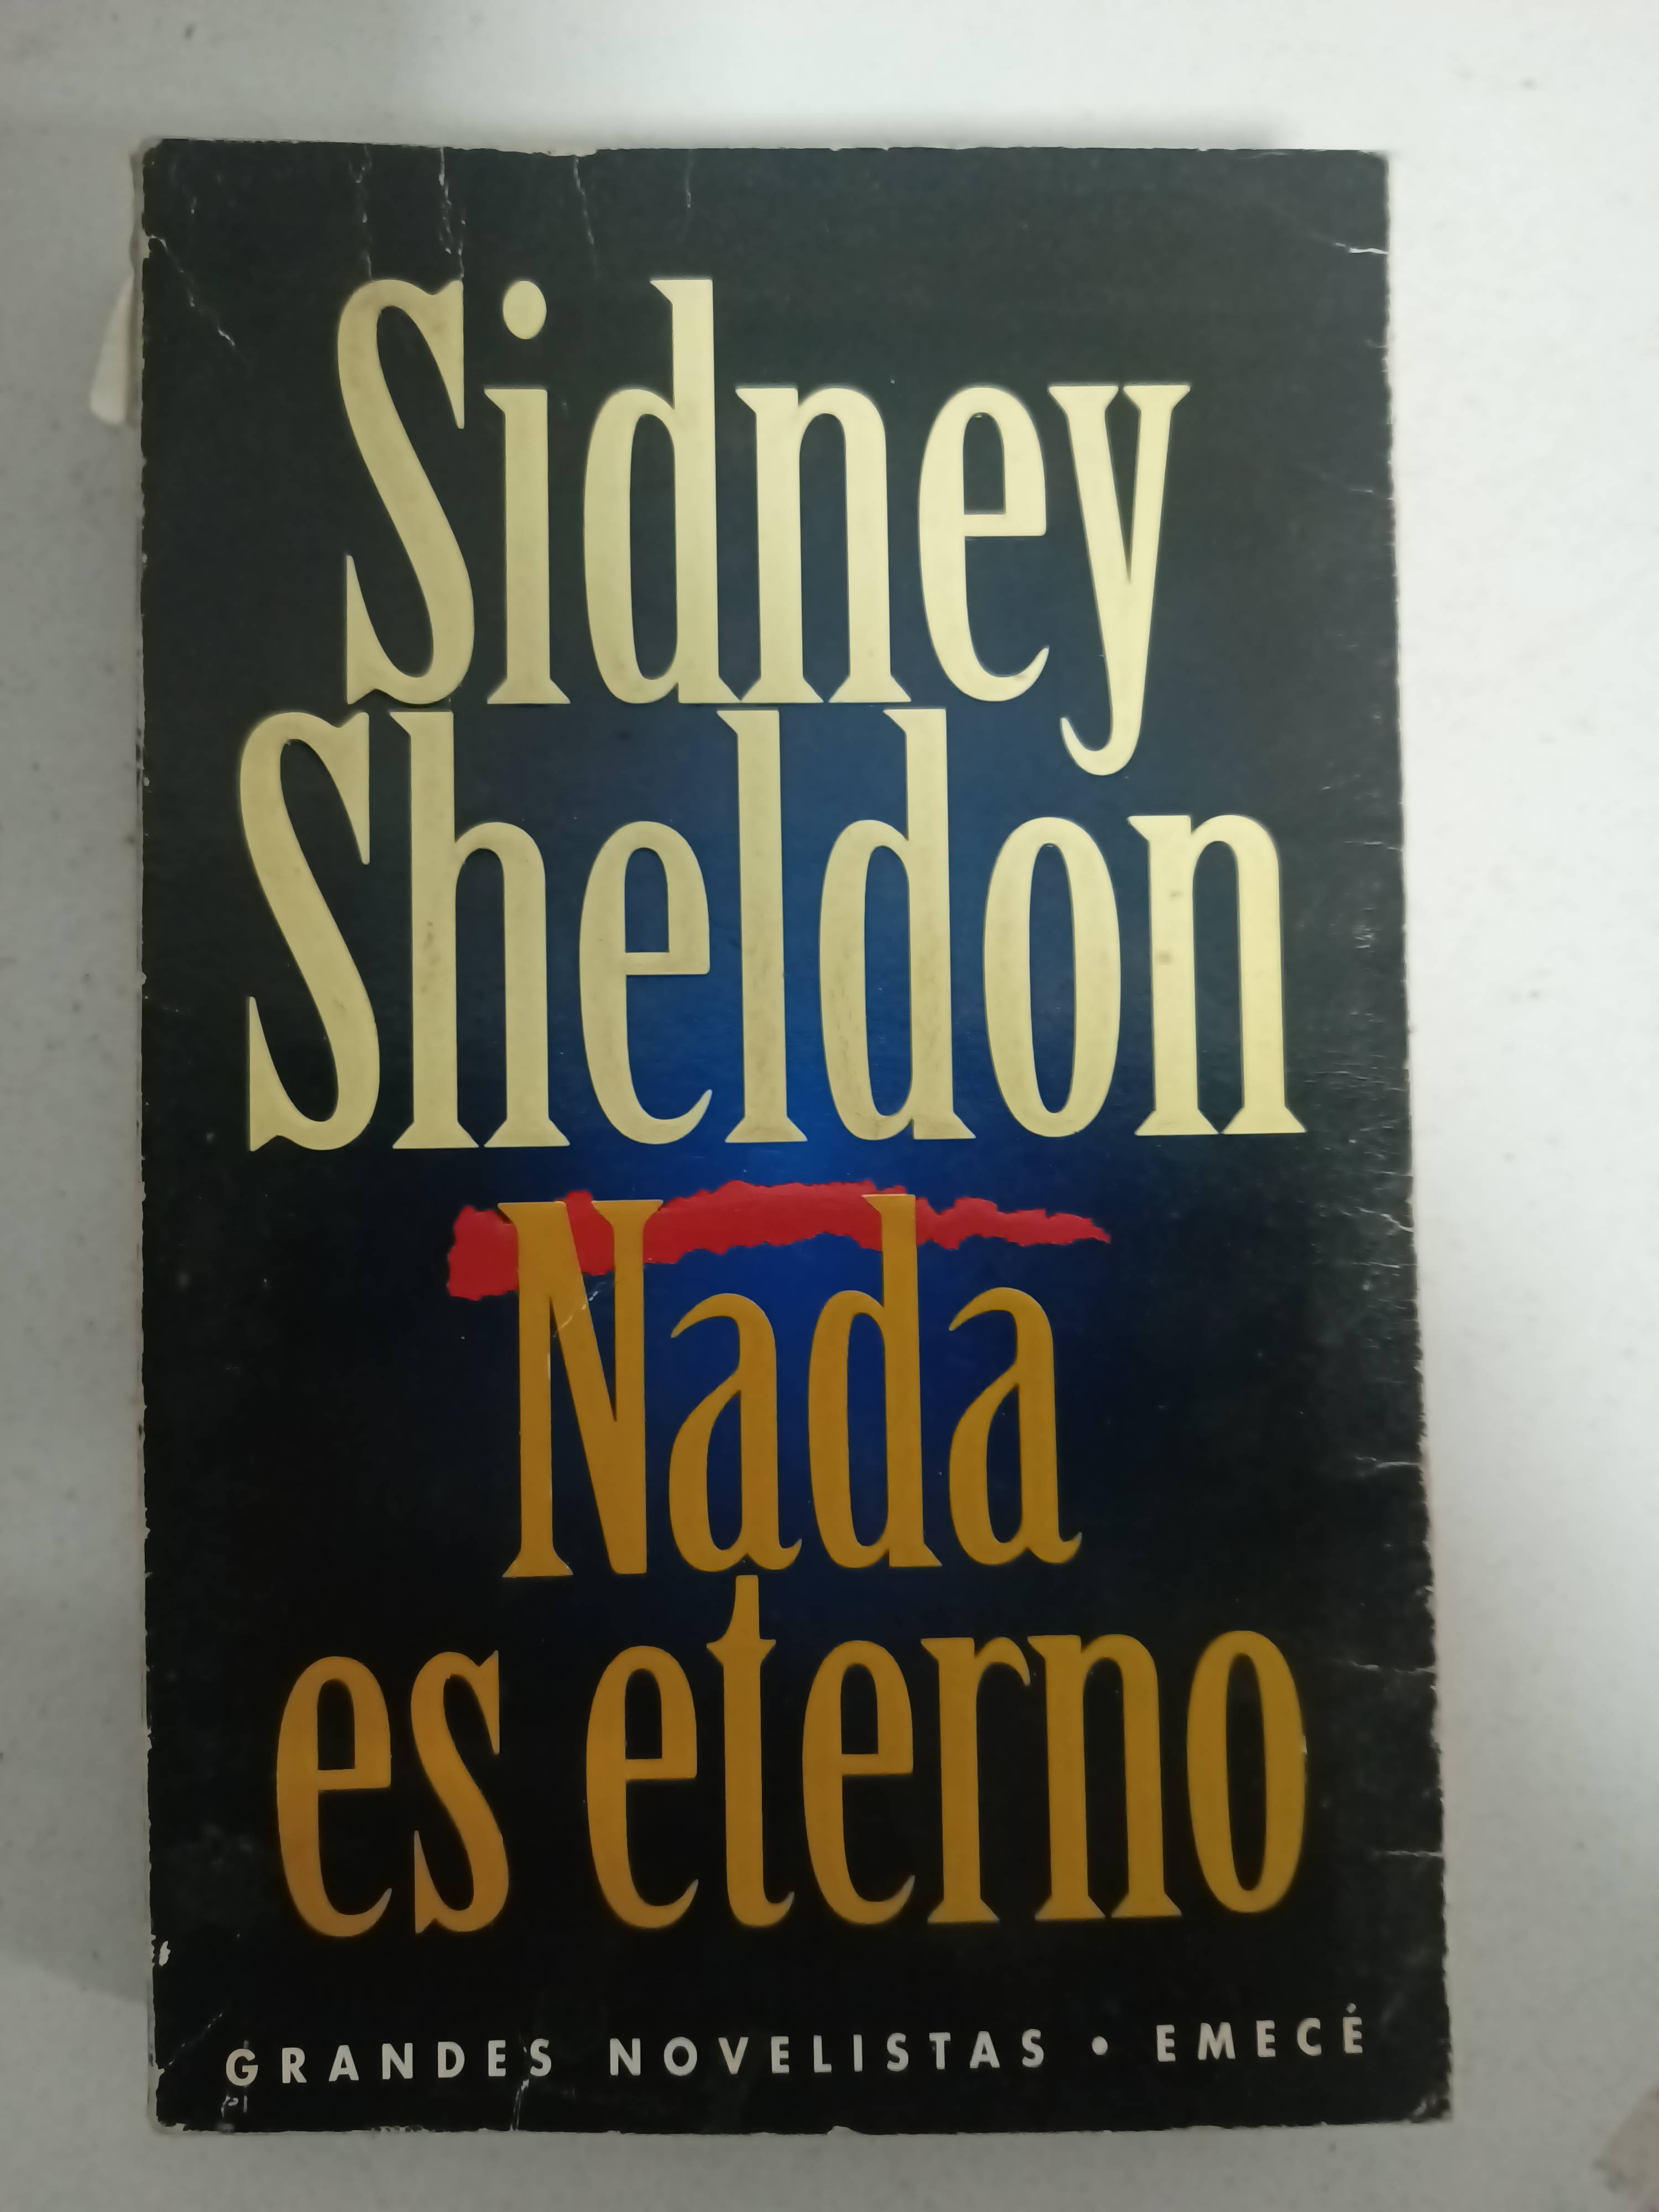 Sidney
Sheldon
Nada
es eterno
GRANDES NOVELISTAS • EMECÉ